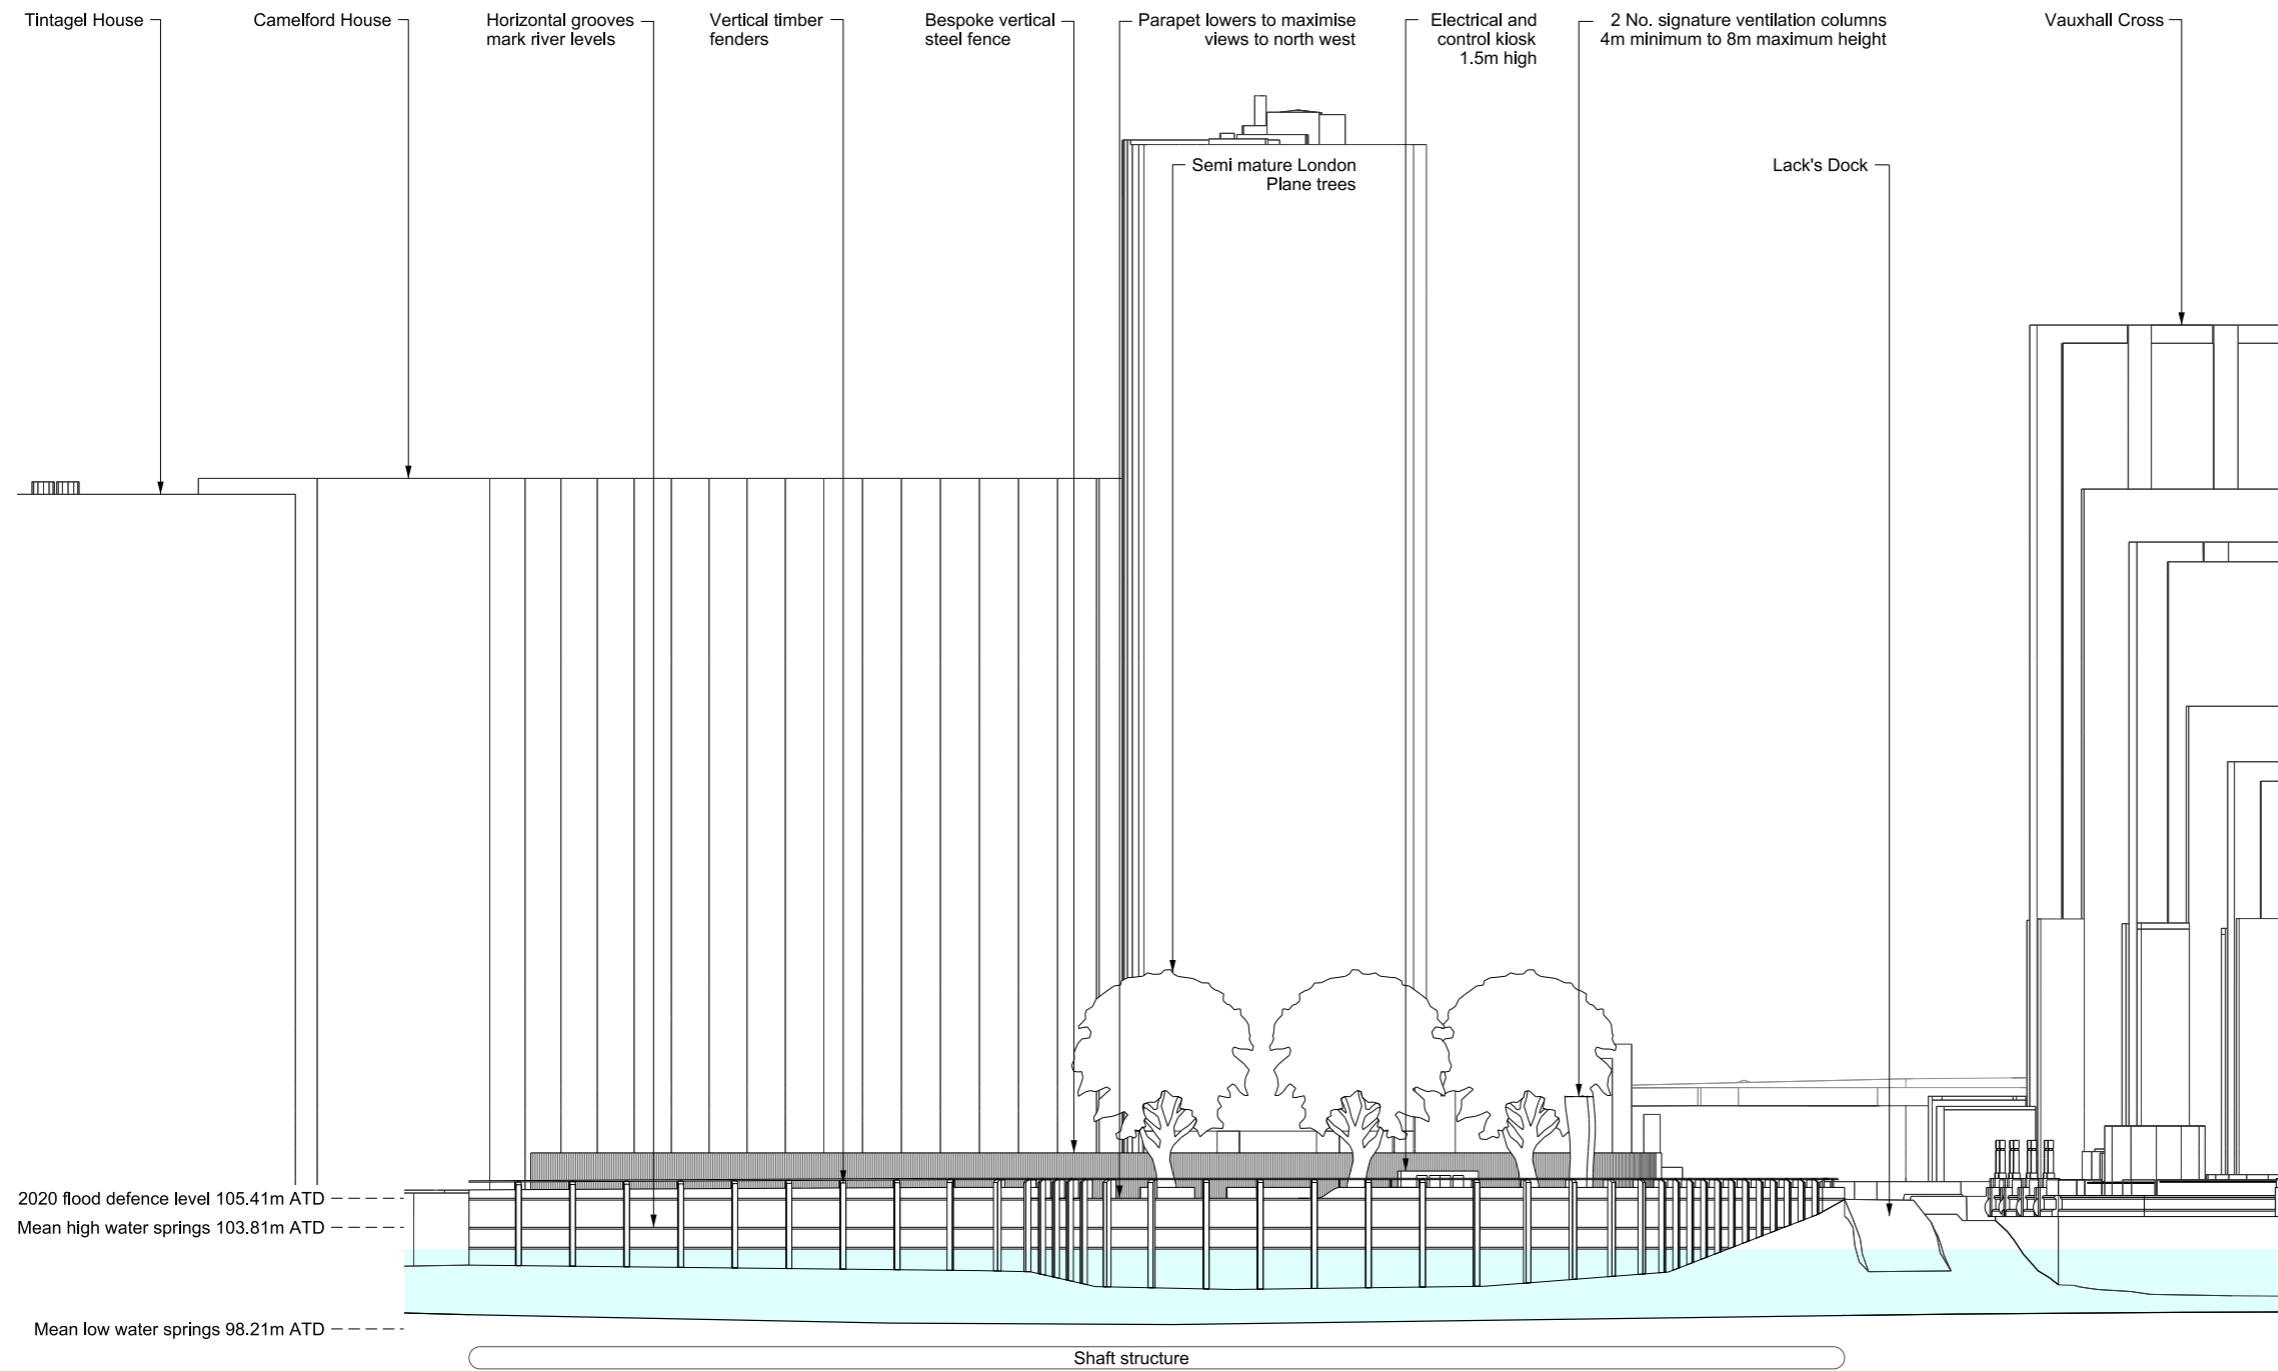 Tintagel House
Camelford House
Horizontal grooves
mark river levels
Vertical timber
fenders
Bespoke vertical
steel fence
Parapet lowers to maximise
views to north west
Electrical and
control kiosk
1.5m high
2 No. signature ventilation columns
4m minimum to 8m maximum height
Vauxhall Cross
Semi mature London
Plane trees
Lack's Dock
2020 flood defence level 105.41m ATD
Mean high water springs 103.81m ATD
Mean low water springs 98.21m ATD
Shaft structure